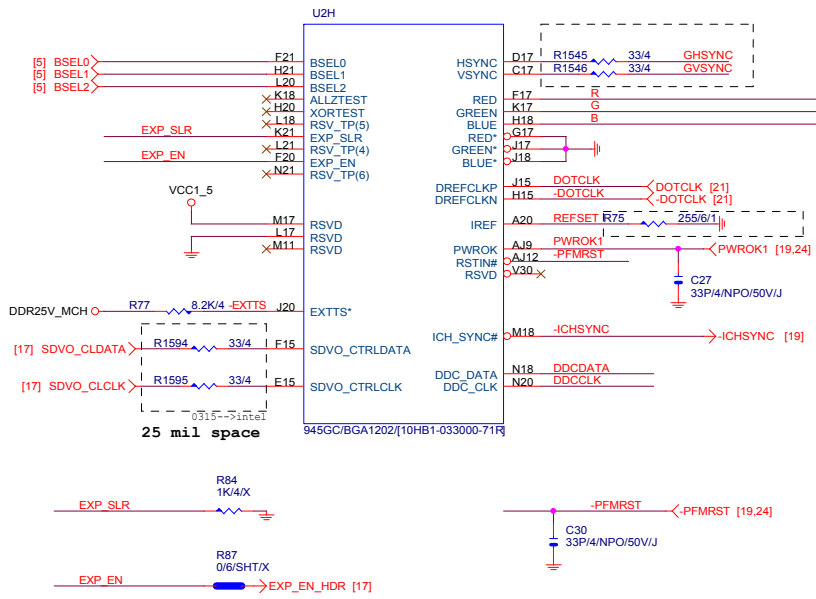 U2H
[5] BSEL0 F21 BSEL0 HSYNC D17 R1545 33/4 GHSYNC
[5] BSEL1 H21 BSEL1 VSYNC C17 R1546 33/4 GVSYNC
[5] BSEL2 L20 BSEL2
K18 ALLZTEST RED F17 R
H20 XORTEST GREEN K17 G
L18 RSV_TP(5) BLUE H18 B
EXP_SLR K21 EXP_SLR RED* G17
L21 RSV_TP(4) GREEN* J17
EXP_EN F20 EXP_EN BLUE* J18
N21 RSV_TP(6)
DREFCLKP J15 DOTCLK DOTCLK [21]
VCC1_5 DREFCLKN H15 -DOTCLK -DOTCLK [21]
M17 RSVD IREF A20 REFSET R75 255/6/1
L17 RSVD
M11 RSVD PWROK AJ9 PWROK1 PWROK1 [19,24]
RSTIN# AJ12 -PFMRST
RSVD V30
C27
33P/4/NPO/50V/J
DDR25V_MCH R77 8.2K/4 -EXTTS J20 EXTTS*
ICH_SYNC# M18 -ICHSYNC -ICHSYNC [19]
[17] SDVO_CLDATA R1594 33/4 F15 SDVO_CTRLDATA
DDC_DATA N18 DDCDATA
[17] SDVO_CLCLK R1595 33/4 E15 SDVO_CTRLCLK DDC_CLK N20 DDCCLK
0315-->intel
25 mil space
945GC/BGA1202/[10HB1-033000-71R]
R84
1K/4/X
EXP_SLR
-PFMRST -PFMRST [19,24]
C30
33P/4/NPO/50V/J
R87
0/6/SHT/X
EXP_EN EXP_EN_HDR [17]